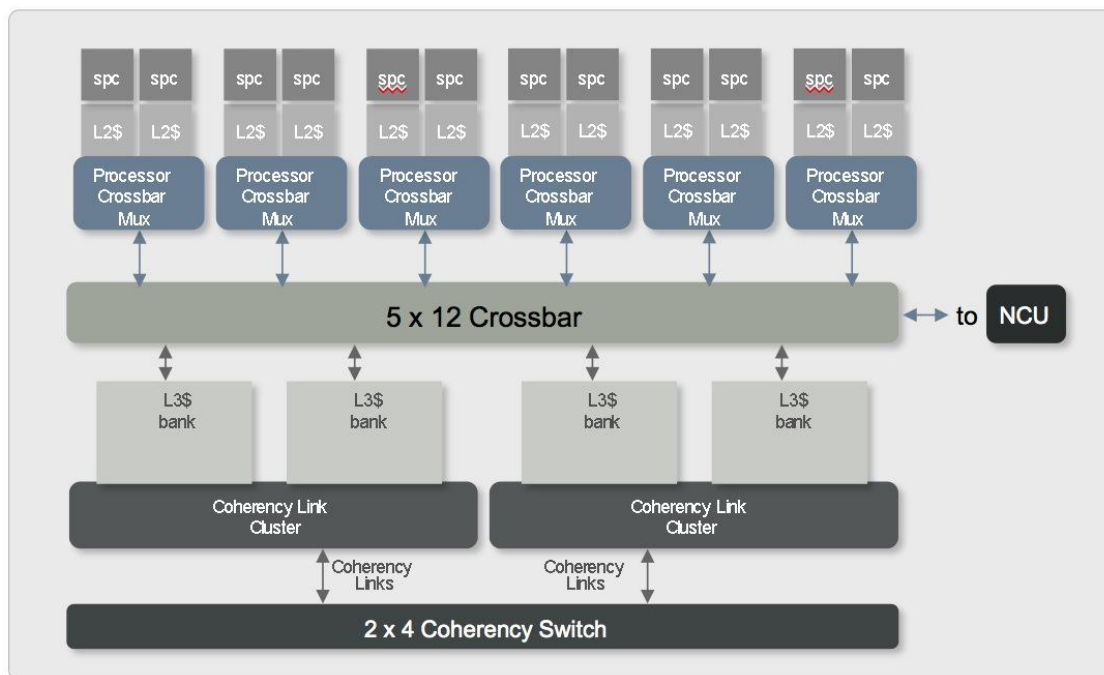 spc spc spc spc spc spc spc spc spc spc spc spc
L2$ L2$ L2$ L2$ L2$ L2$ L2$ L2$ L2$ L2$ L2$ L2$
Processor
Crossbar
Mux
Processor
Crossbar
Mux
Processor
Crossbar
Mux
Processor
Crossbar
Mux
Processor
Crossbar
Mux
Processor
Crossbar
Mux
5 x 12 Crossbar
to NCU
L3$
bank
L3$
bank
L3$
bank
L3$
bank
Coherency Link
Cluster
Coherency Link
Cluster
Coherency
Links
Coherency
Links
2 x 4 Coherency Switch